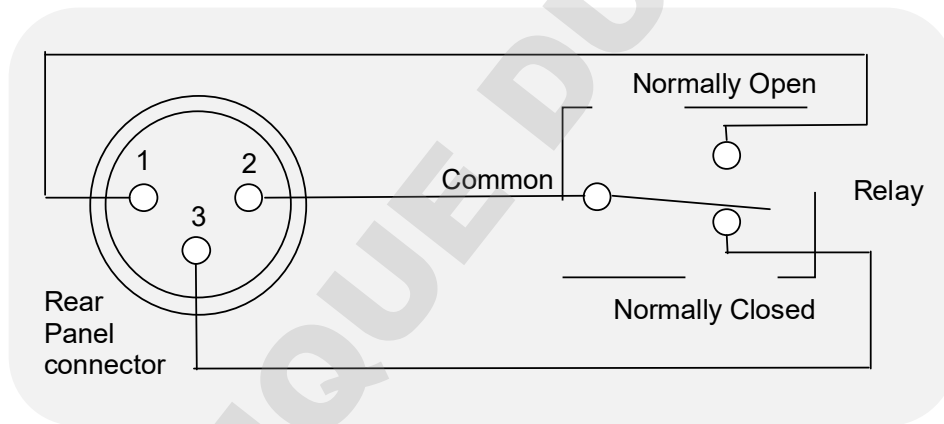 Normally Open
1
2
Common
Relay
3
Rear
Panel
connector
Normally Closed